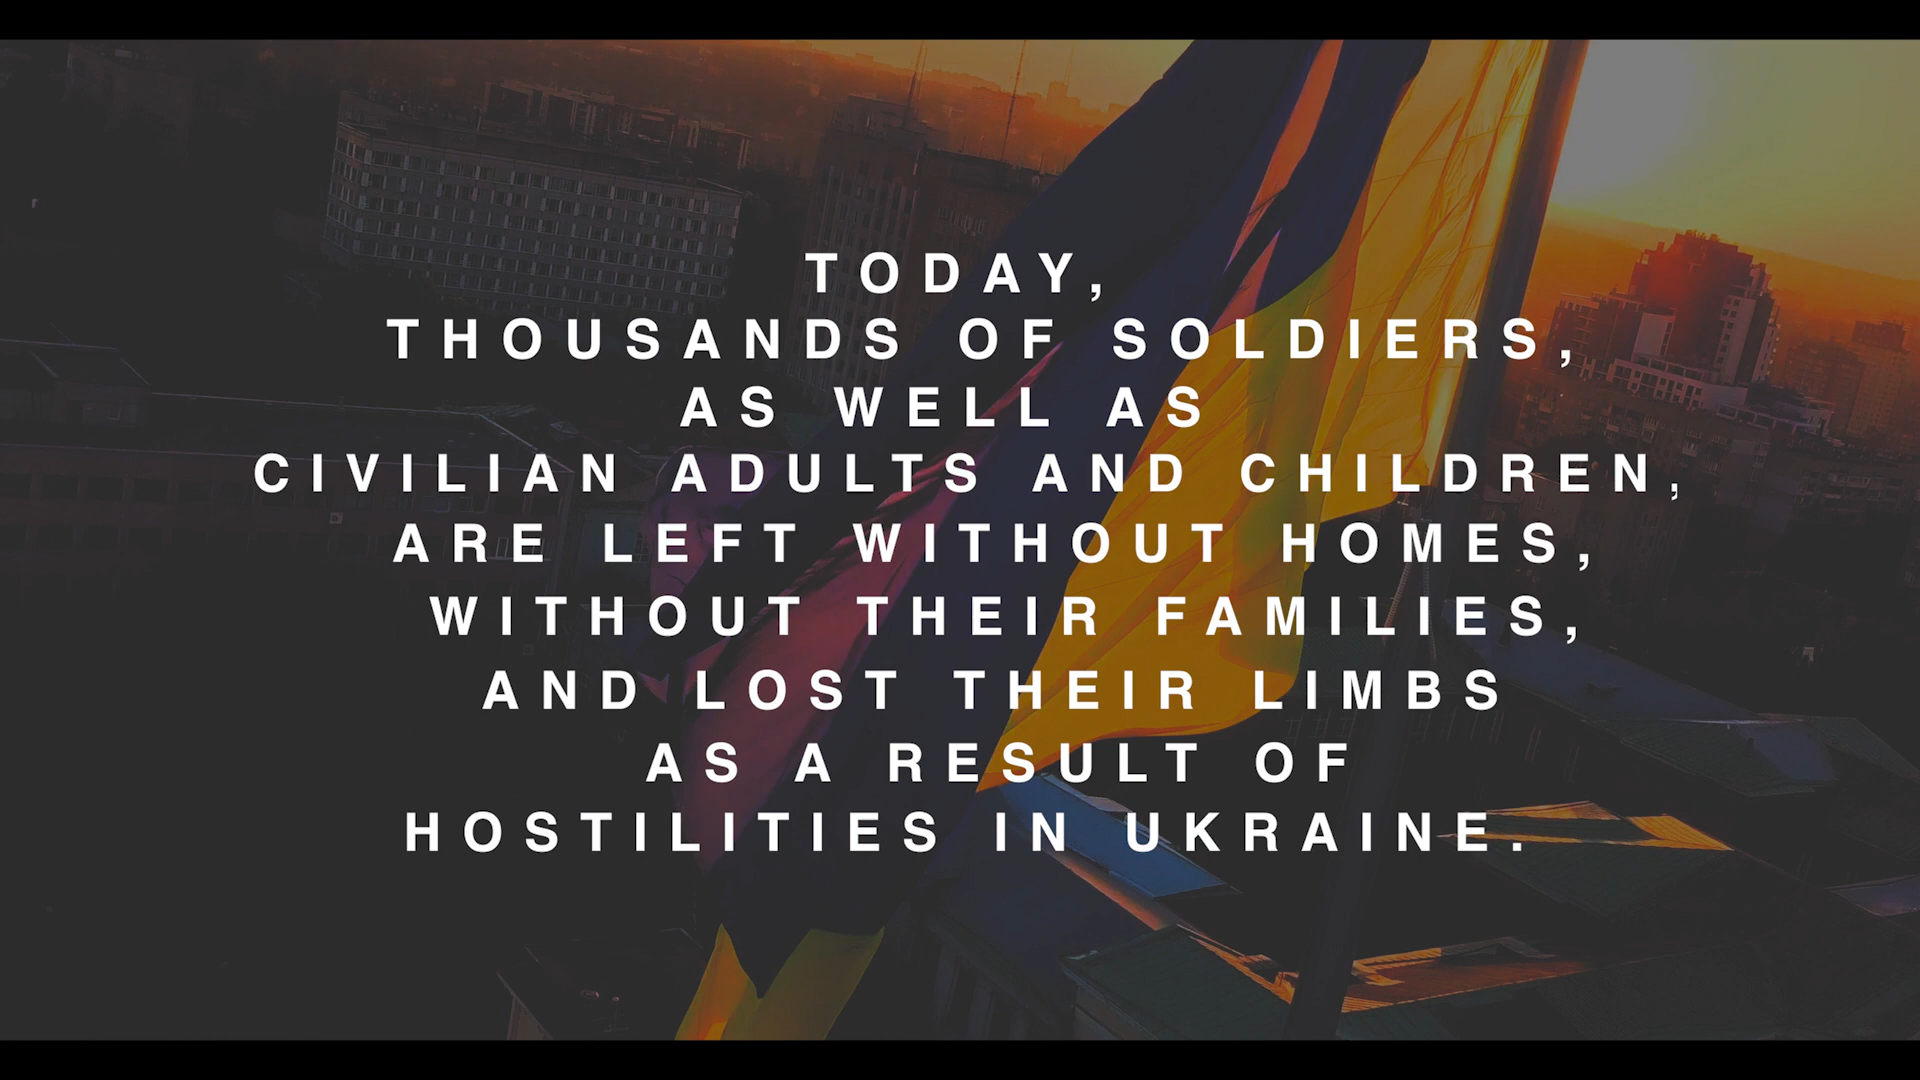 TODAY,
THOUSANDS OF SOLDIERS,
AS WELL AS
CIVILIAN ADULTS AND CHILDREN,
ARE LEFT WITHOUT HOMES,
WITHOUT THEIR FAMILIES,
AND LOST THEIR LIMBS
AS A RESULT OF
HOSTILITIES IN UKRAINE.